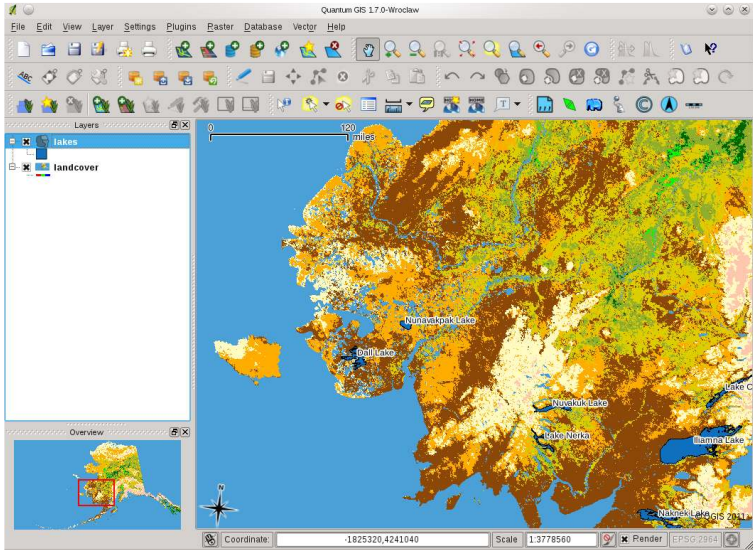 Quantum GIS 1.7.0-Wroclaw
File Edit View Layer Settings Plugins Raster Database Vector Help
ABC
Layers
lakes
landcover
0 120
miles
Nunavakpak Lake
Dall Lake
Lake C
Nuyakuk Lake
Lake Nerka
Iliamna Lake
Naknek Lake
QGIS 2011
N
Overview
Coordinate: -1825320,4241040 Scale 1:3778560 Render EPSG:2964